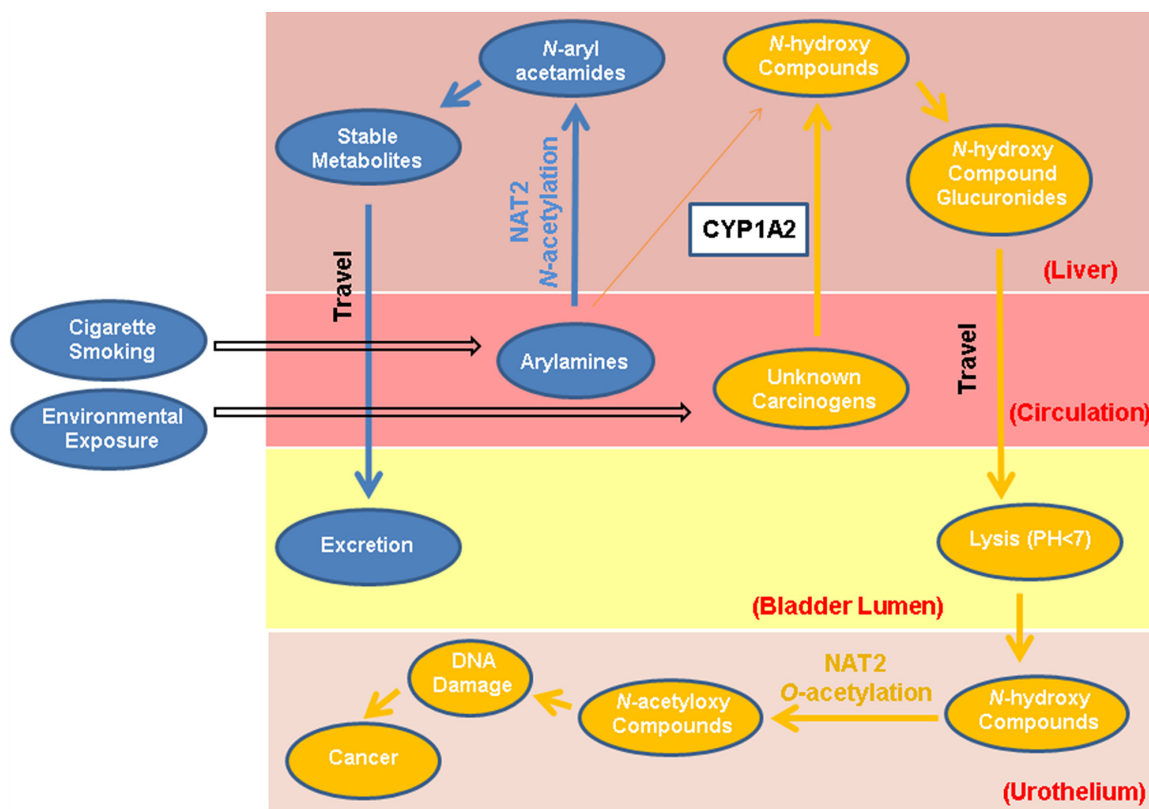 N-aryl
acetamides
N-hydroxy
Compounds
Stable
Metabolites
N-hydroxy
Compound
Glucuronides
NAT2
N-acetylation
CYP1A2
(Liver)
Travel
Cigarette
Smoking
Arylamines
Unknown
Carcinogens
Travel
Environmental
Exposure
(Circulation)
Excretion
Lysis (PH<7)
(Bladder Lumen)
DNA
Damage
NAT2
O-acetylation
N-acetyloxy
Compounds
N-hydroxy
Compounds
Cancer
(Urothelium)